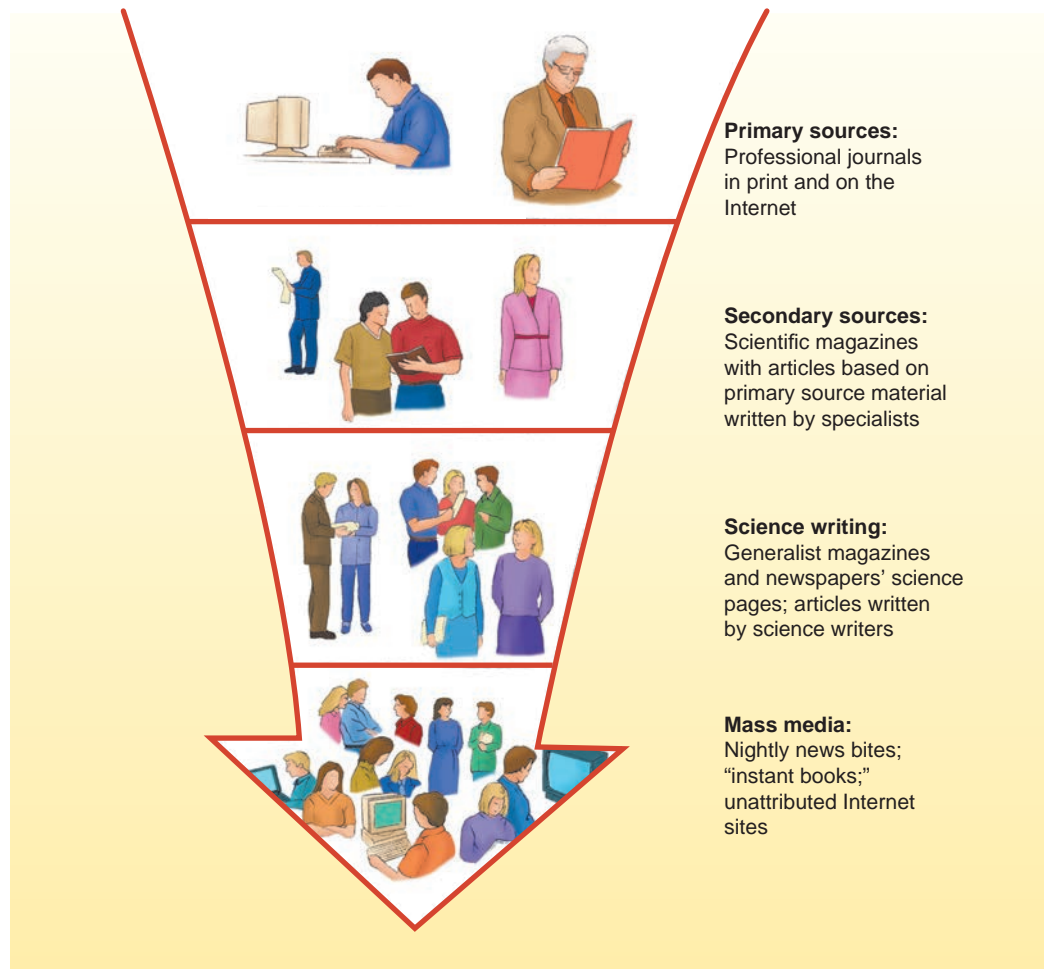 Primary sources:
Professional journals
in print and on the
Internet
Secondary sources:
Scientific magazines
with articles based on
primary source material
written by specialists
Science writing:
Generalist magazines
and newspapers’ science
pages; articles written
by science writers
Mass media:
Nightly news bites;
“instant books;”
unattributed Internet
sites